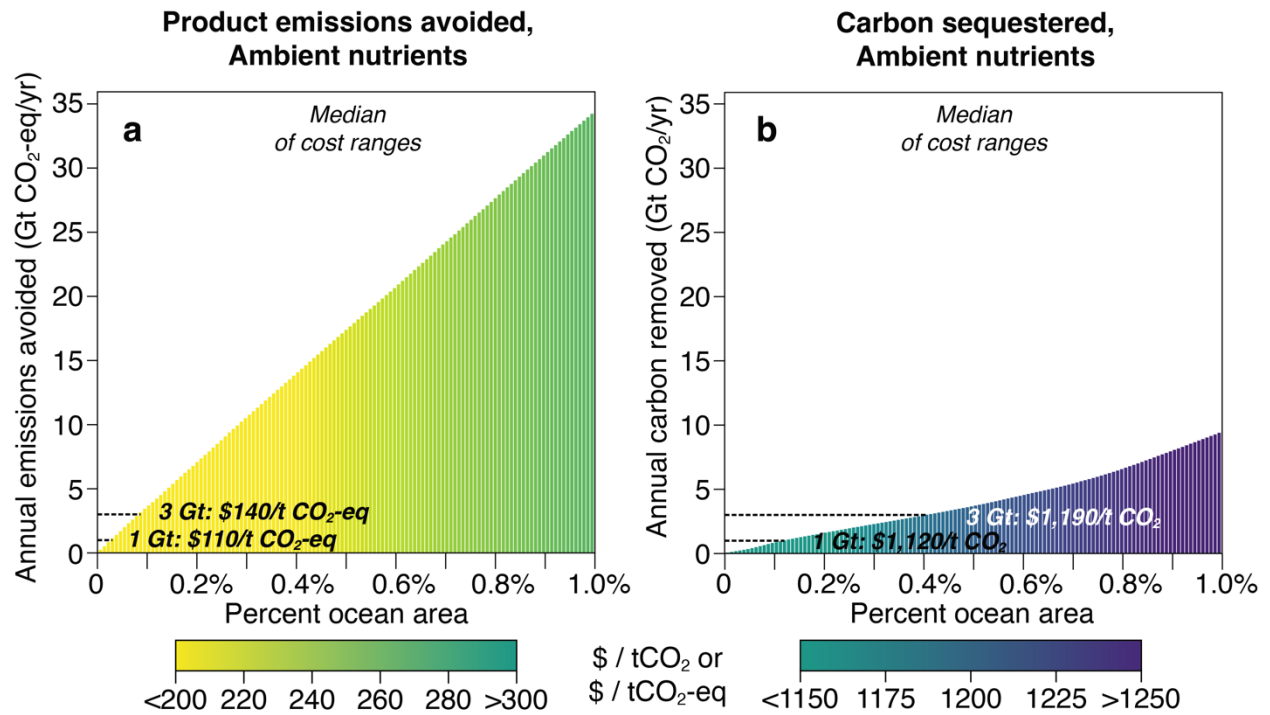 Product emissions avoided,
Ambient nutrients
Annual emissions avoided (Gt CO₂-eq/yr)
35
30
25
20
15
10
5
0
a
Median
of cost ranges
3 Gt: $140/t CO₂-eq
1 Gt: $110/t CO₂-eq
0 0.2% 0.4% 0.6% 0.8% 1.0%
Percent ocean area
<200 220 240 260 280 >300
Carbon sequestered,
Ambient nutrients
Annual carbon removed (Gt CO₂/yr)
35
30
25
20
15
10
5
0
b
Median
of cost ranges
3 Gt: $1,190/t CO₂
1 Gt: $1,120/t CO₂
0 0.2% 0.4% 0.6% 0.8% 1.0%
Percent ocean area
$ / tCO₂ or
$ / tCO₂-eq
<1150 1175 1200 1225 >1250